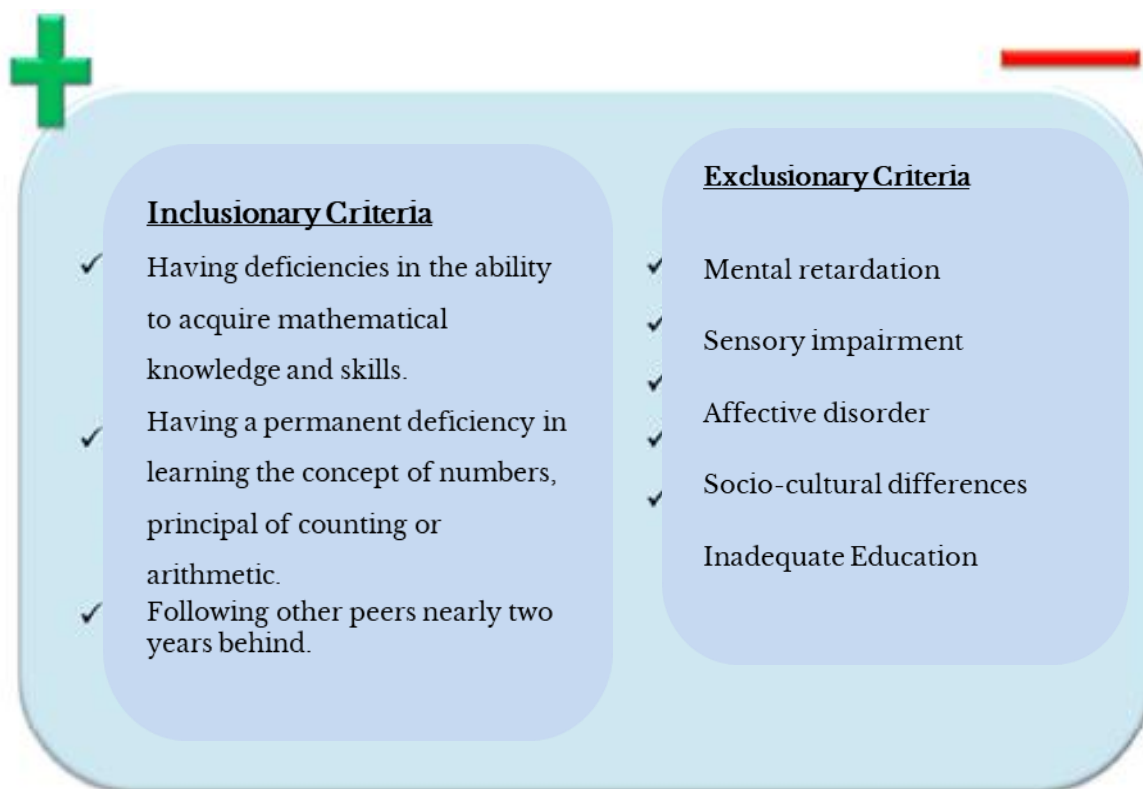 Inclusionary Criteria
Having deficiencies in the ability
to acquire mathematical
knowledge and skills.
Having a permanent deficiency in
learning the concept of numbers,
principal of counting or
arithmetic.
Following other peers nearly two
years behind.
Exclusionary Criteria
Mental retardation
Sensory impairment
Affective disorder
Socio-cultural differences
Inadequate Education